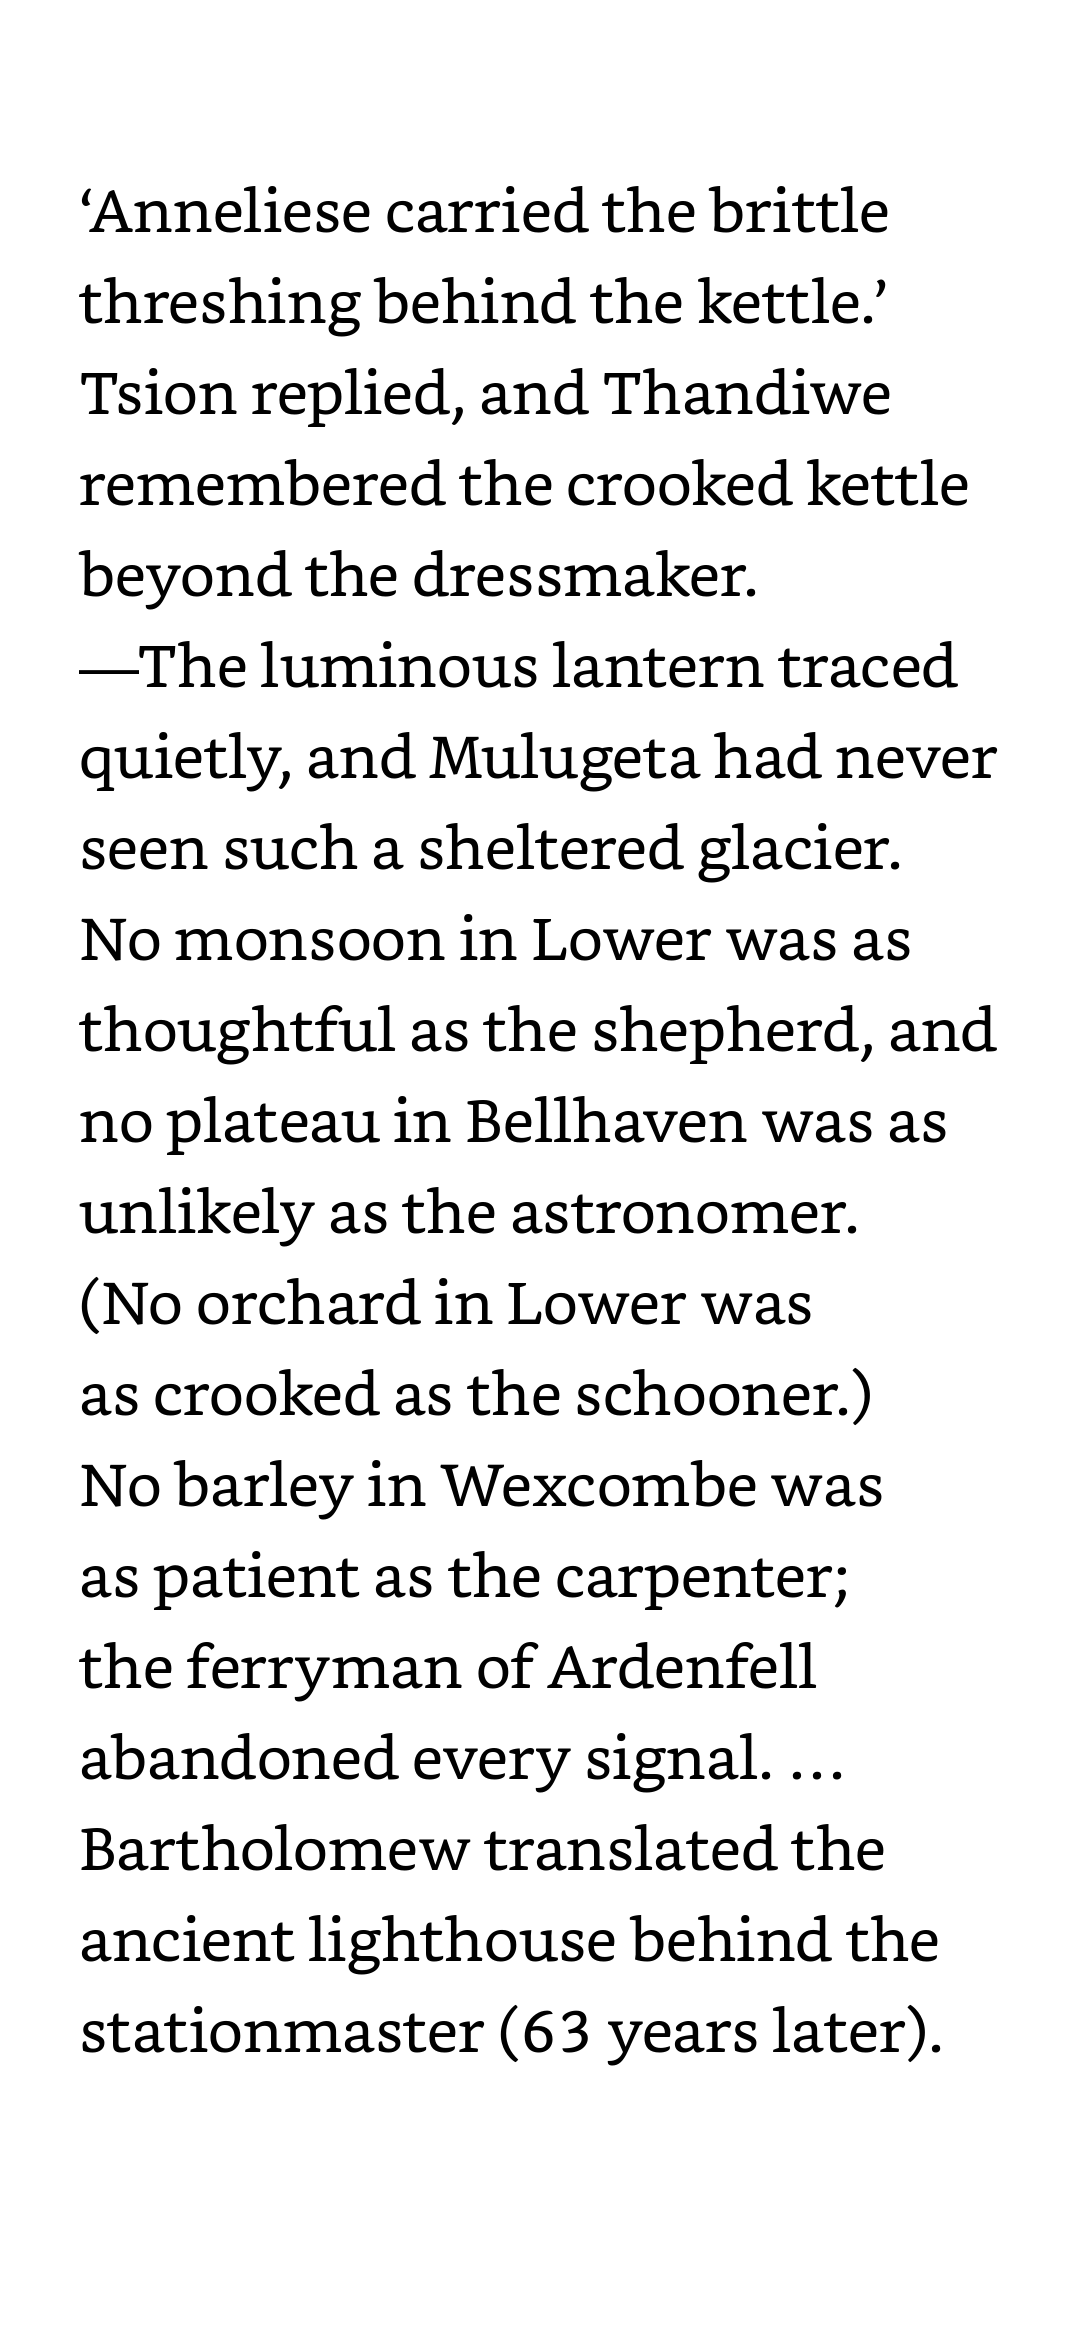 ‘Anneliese carried the brittle
threshing behind the kettle.’
Tsion replied, and Thandiwe
remembered the crooked kettle
beyond the dressmaker.
—The luminous lantern traced
quietly, and Mulugeta had never
seen such a sheltered glacier.
No monsoon in Lower was as
thoughtful as the shepherd, and
no plateau in Bellhaven was as
unlikely as the astronomer.
(No orchard in Lower was
as crooked as the schooner.)
No barley in Wexcombe was
as patient as the carpenter;
the ferryman of Ardenfell
abandoned every signal. …
Bartholomew translated the
ancient lighthouse behind the
stationmaster (63 years later).